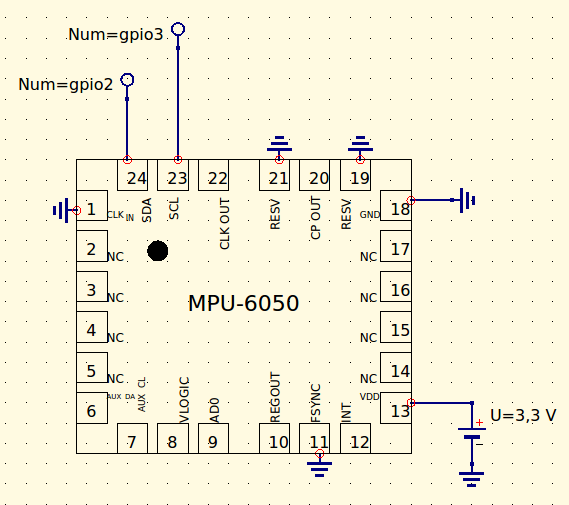 Num=gpio3
Num=gpio2
24 23 22 21 20 19
SDA SCL CLK OUT RESV CP OUT RESV
1 CLK IN GND 18
2 NC NC 17
3 NC NC 16
MPU-6050
4 NC NC 15
5 NC NC 14
6 AUX DA VDD 13
AUX CL VLOGIC AD0 REGOUT FSYNC INT
7 8 9 10 11 12
+ U=3,3 V
–